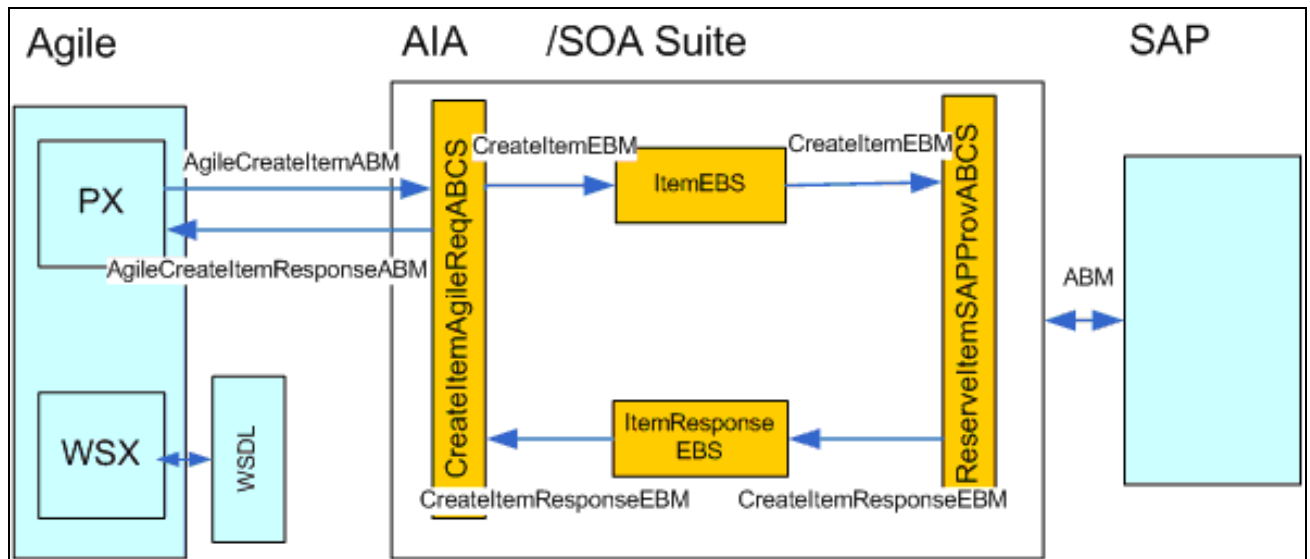 Agile
AIA /SOA Suite
SAP
PX
AgileCreateItemABM
AgileCreateItemResponseABM
CreateItemAgileReqABCS
CreateItemEBM
ItemEBS
CreateItemEBM
ReserveItemSAPProvABCS
ABM
WSX
WSDL
ItemResponse
EBS
CreateItemResponseEBM
CreateItemResponseEBM